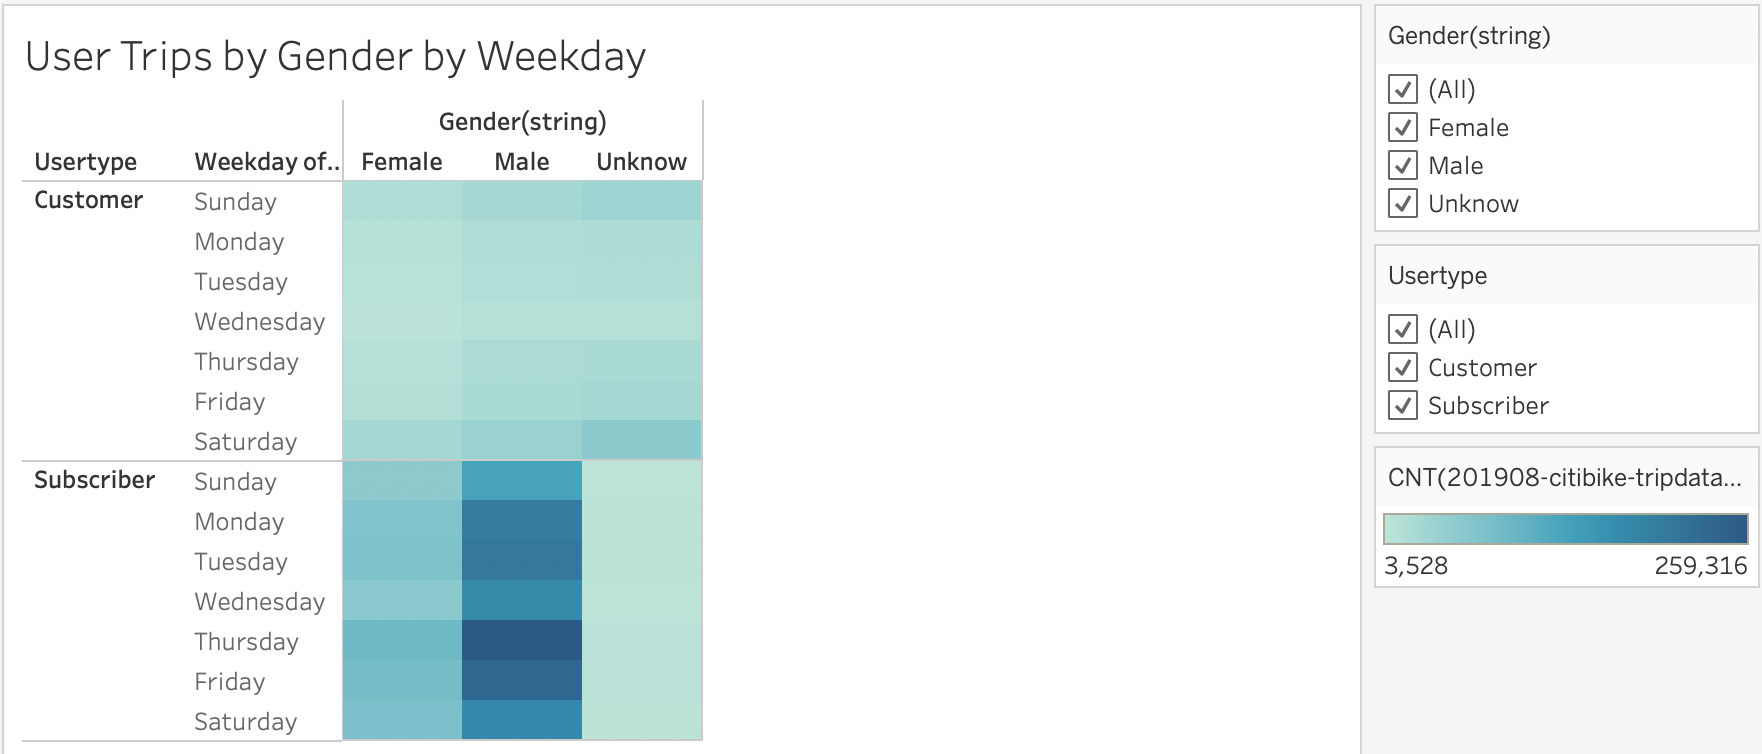 User Trips by Gender by Weekday
Gender(string)
Usertype Weekday of.. Female Male Unknow
Customer Sunday
Monday
Tuesday
Wednesday
Thursday
Friday
Saturday
Subscriber Sunday
Monday
Tuesday
Wednesday
Thursday
Friday
Saturday
Gender(string)
(All)
Female
Male
Unknow
Usertype
(All)
Customer
Subscriber
CNT(201908-citibike-tripdata...
3,528 259,316